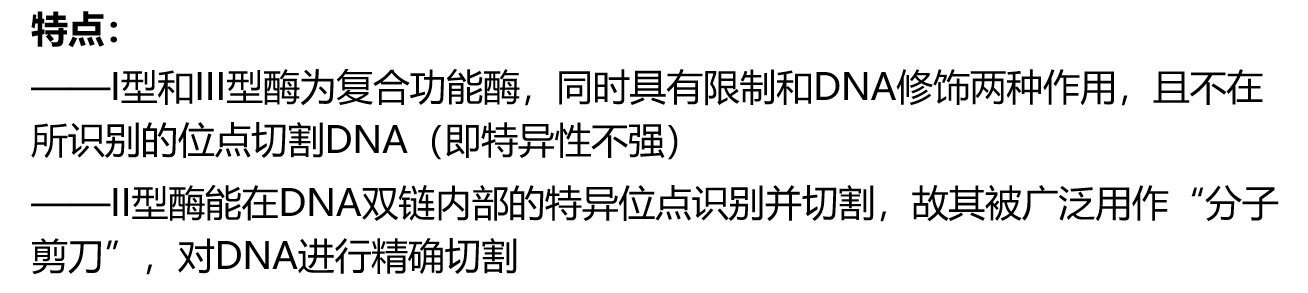 特点：
——I型和III型酶为复合功能酶，同时具有限制和DNA修饰两种作用，且不在
所识别的位点切割DNA（即特异性不强）
——II型酶能在DNA双链内部的特异位点识别并切割，故其被广泛用作“分子
剪刀”，对DNA进行精确切割